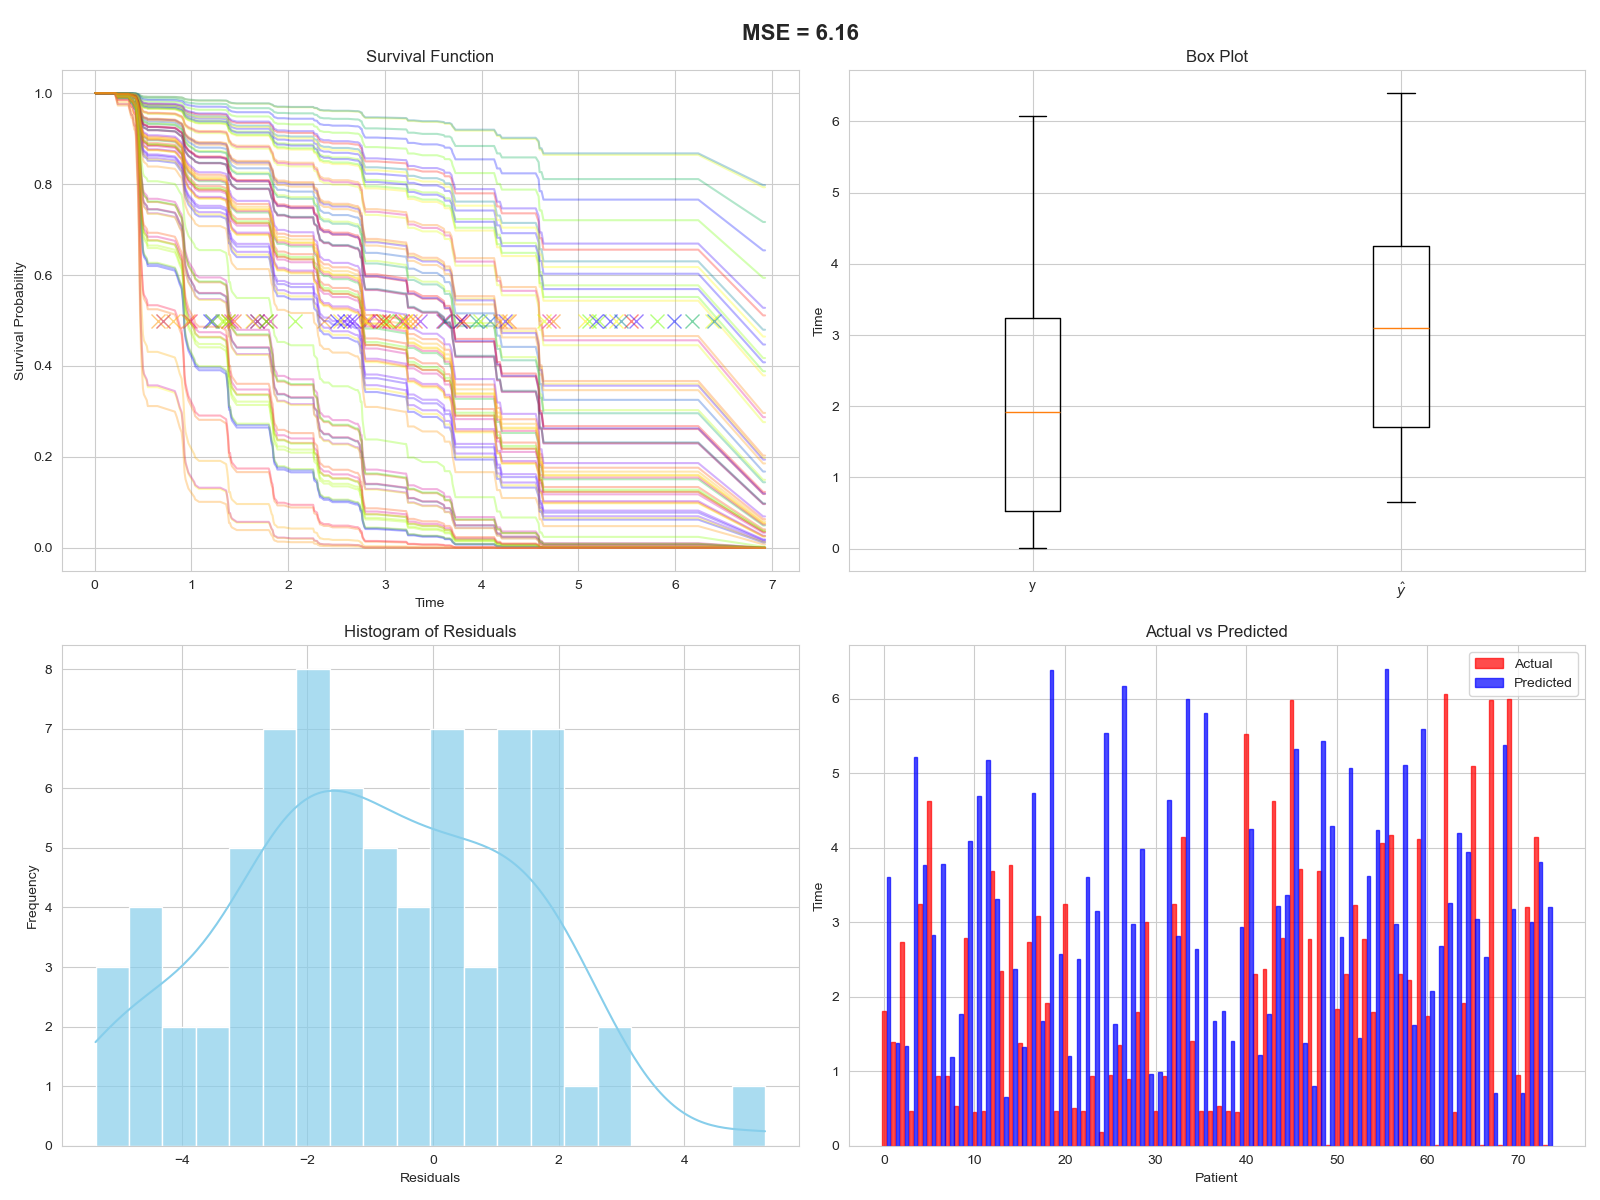 MSE = 6.16
Survival Function
1.0
0.8
0.6
0.4
0.2
0.0
Survival Probability
0 1 2 3 4 5 6 7
Time
Box Plot
6
5
4
3
2
1
0
Time
y ŷ
Histogram of Residuals
8
7
6
5
4
3
2
1
0
Frequency
−4 −2 0 2 4
Residuals
Actual vs Predicted
Actual
Predicted
6
5
4
3
2
1
0
Time
0 10 20 30 40 50 60 70
Patient